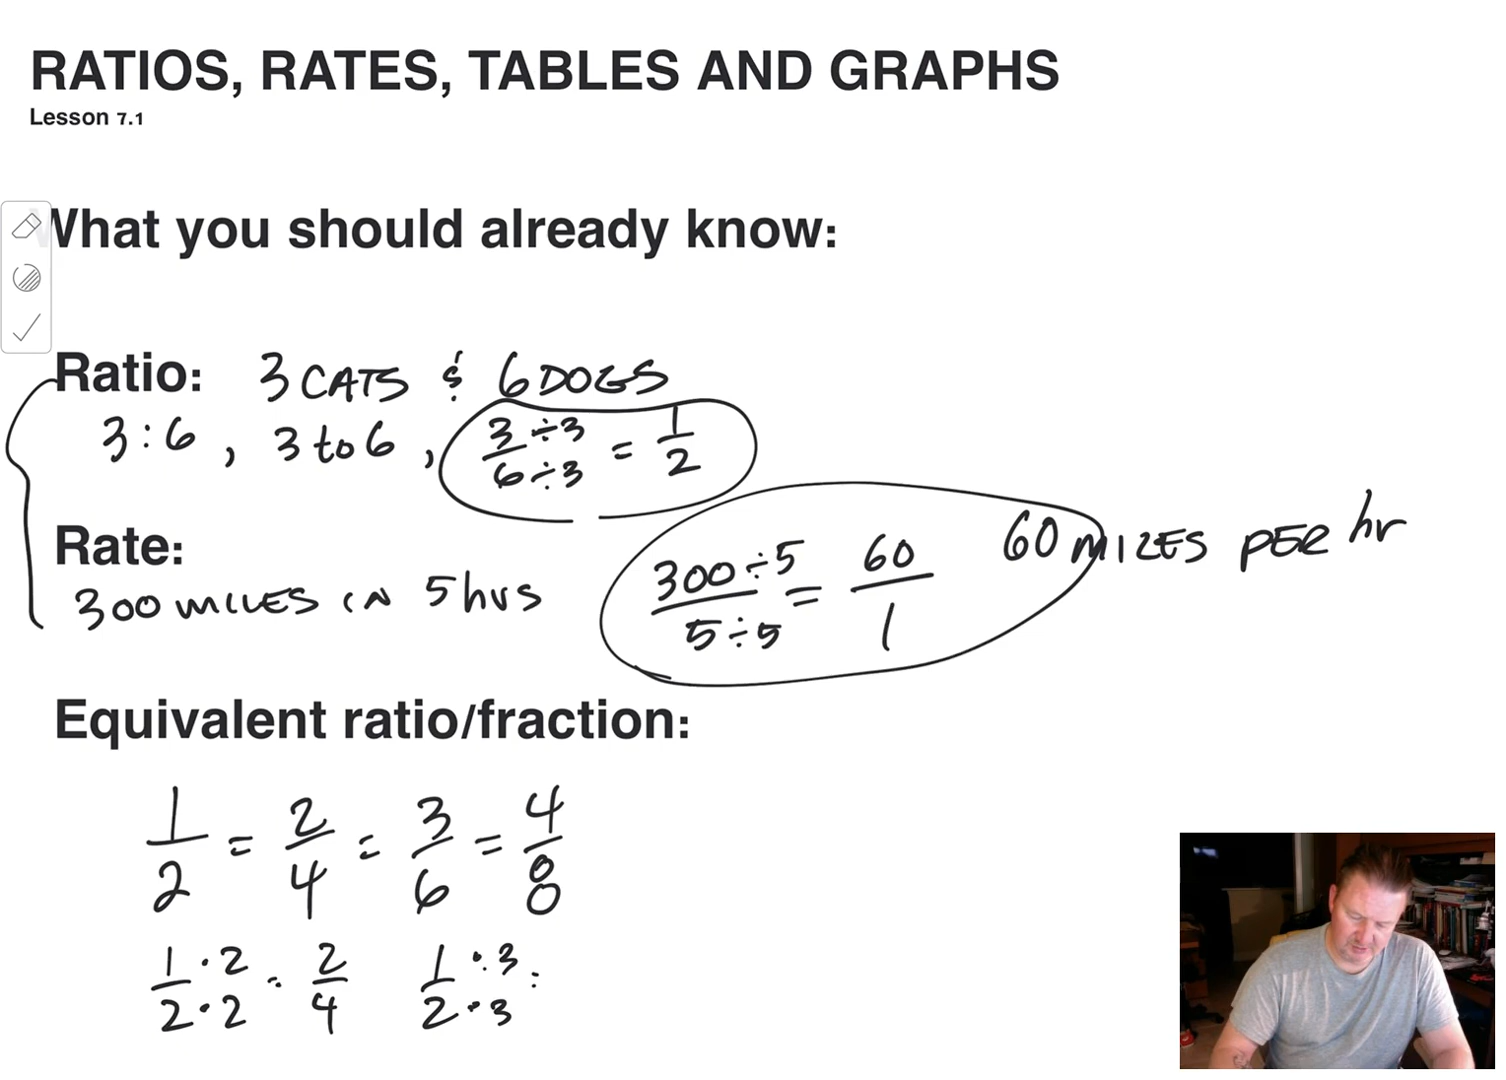 RATIOS, RATES, TABLES AND GRAPHS
Lesson 7.1
What you should already know:
Ratio: 3 CATS & 6 DOGS
3:6 , 3 to 6 , 3÷3/6÷3 = 1/2
Rate:
300 MILES IN 5 hrs 300÷5/5÷5 = 60/1 60 MILES PER hr
Equivalent ratio/fraction:
1/2 = 2/4 = 3/6 = 4/8
1·2/2·2 = 2/4 1·3/2·3 =